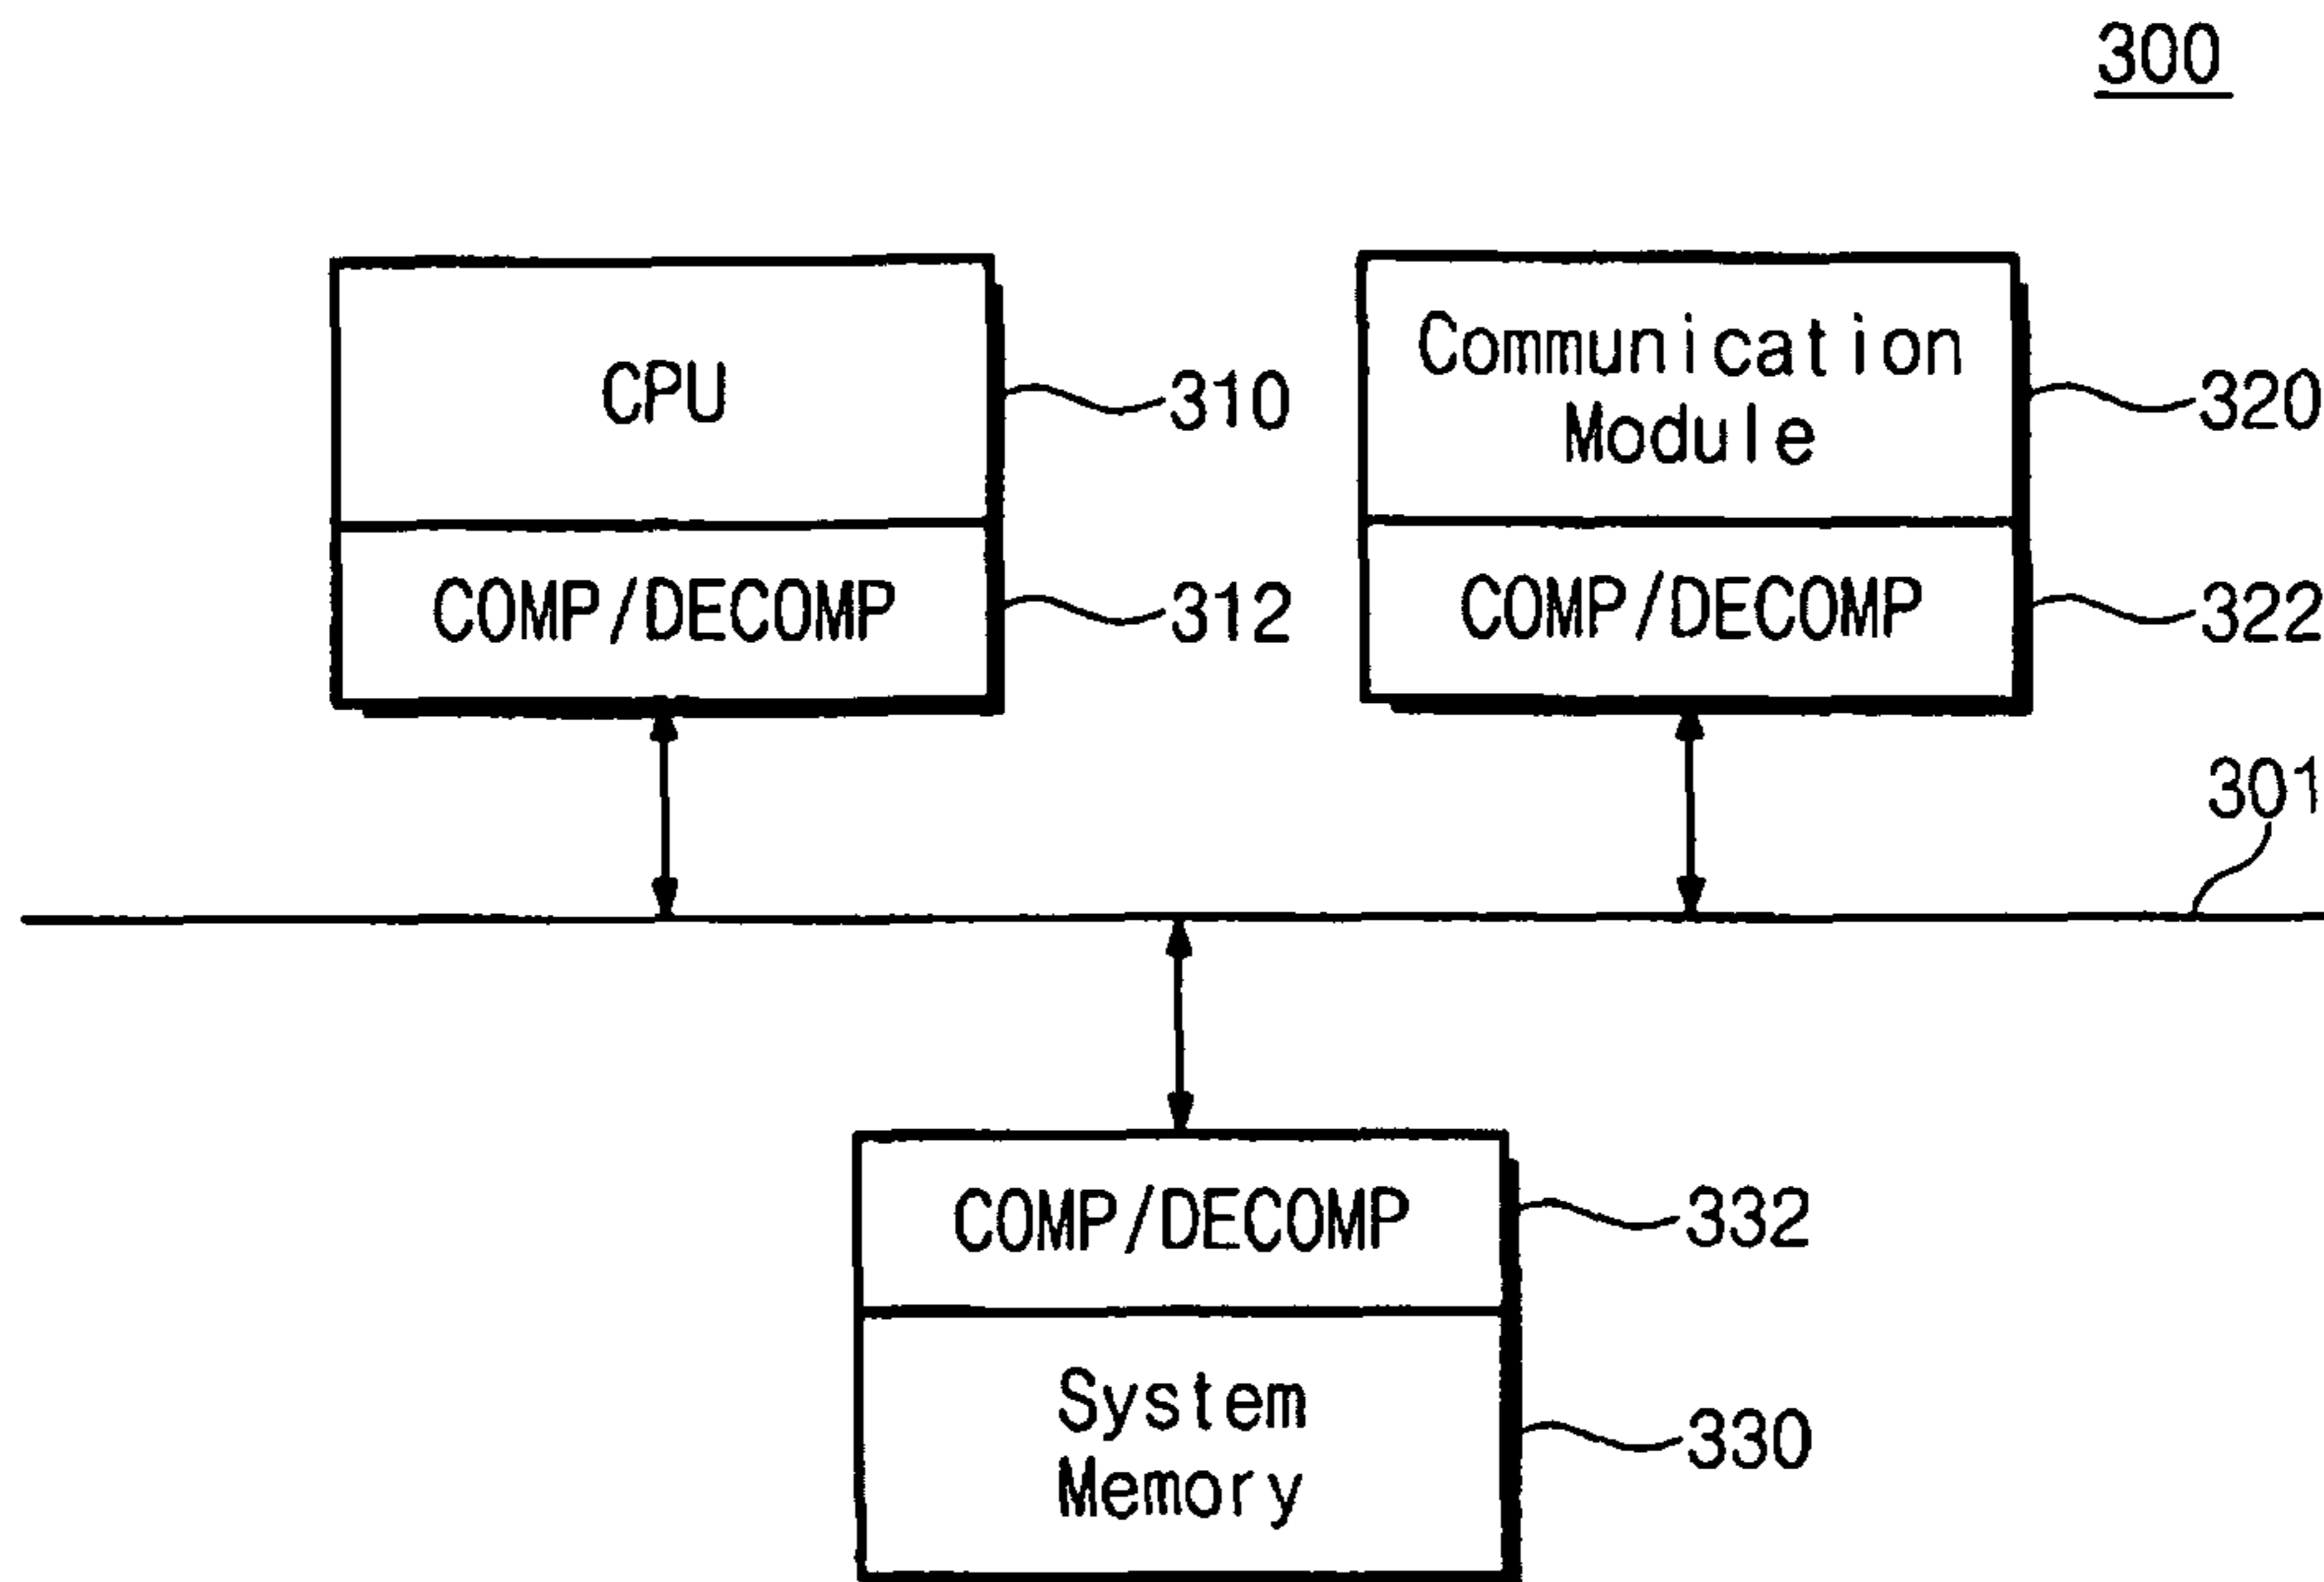 300
CPU
310
COMP/DECOMP
312
Communication
Module
320
COMP/DECOMP
322
301
COMP/DECOMP
332
System
Memory
330